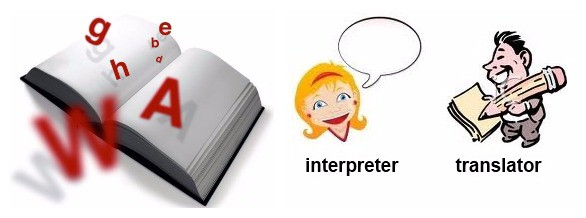 g
e
b
d
h
A
W
interpreter
translator